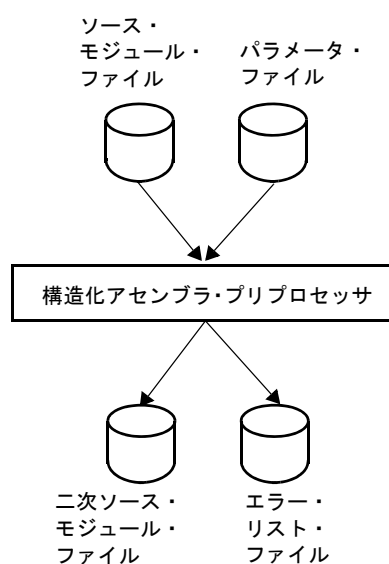 ソース・
モジュール・
ファイル
パラメータ・
ファイル
構造化アセンブラ・プリプロセッサ
二次ソース・
モジュール・
ファイル
エラー・
リスト・
ファイル